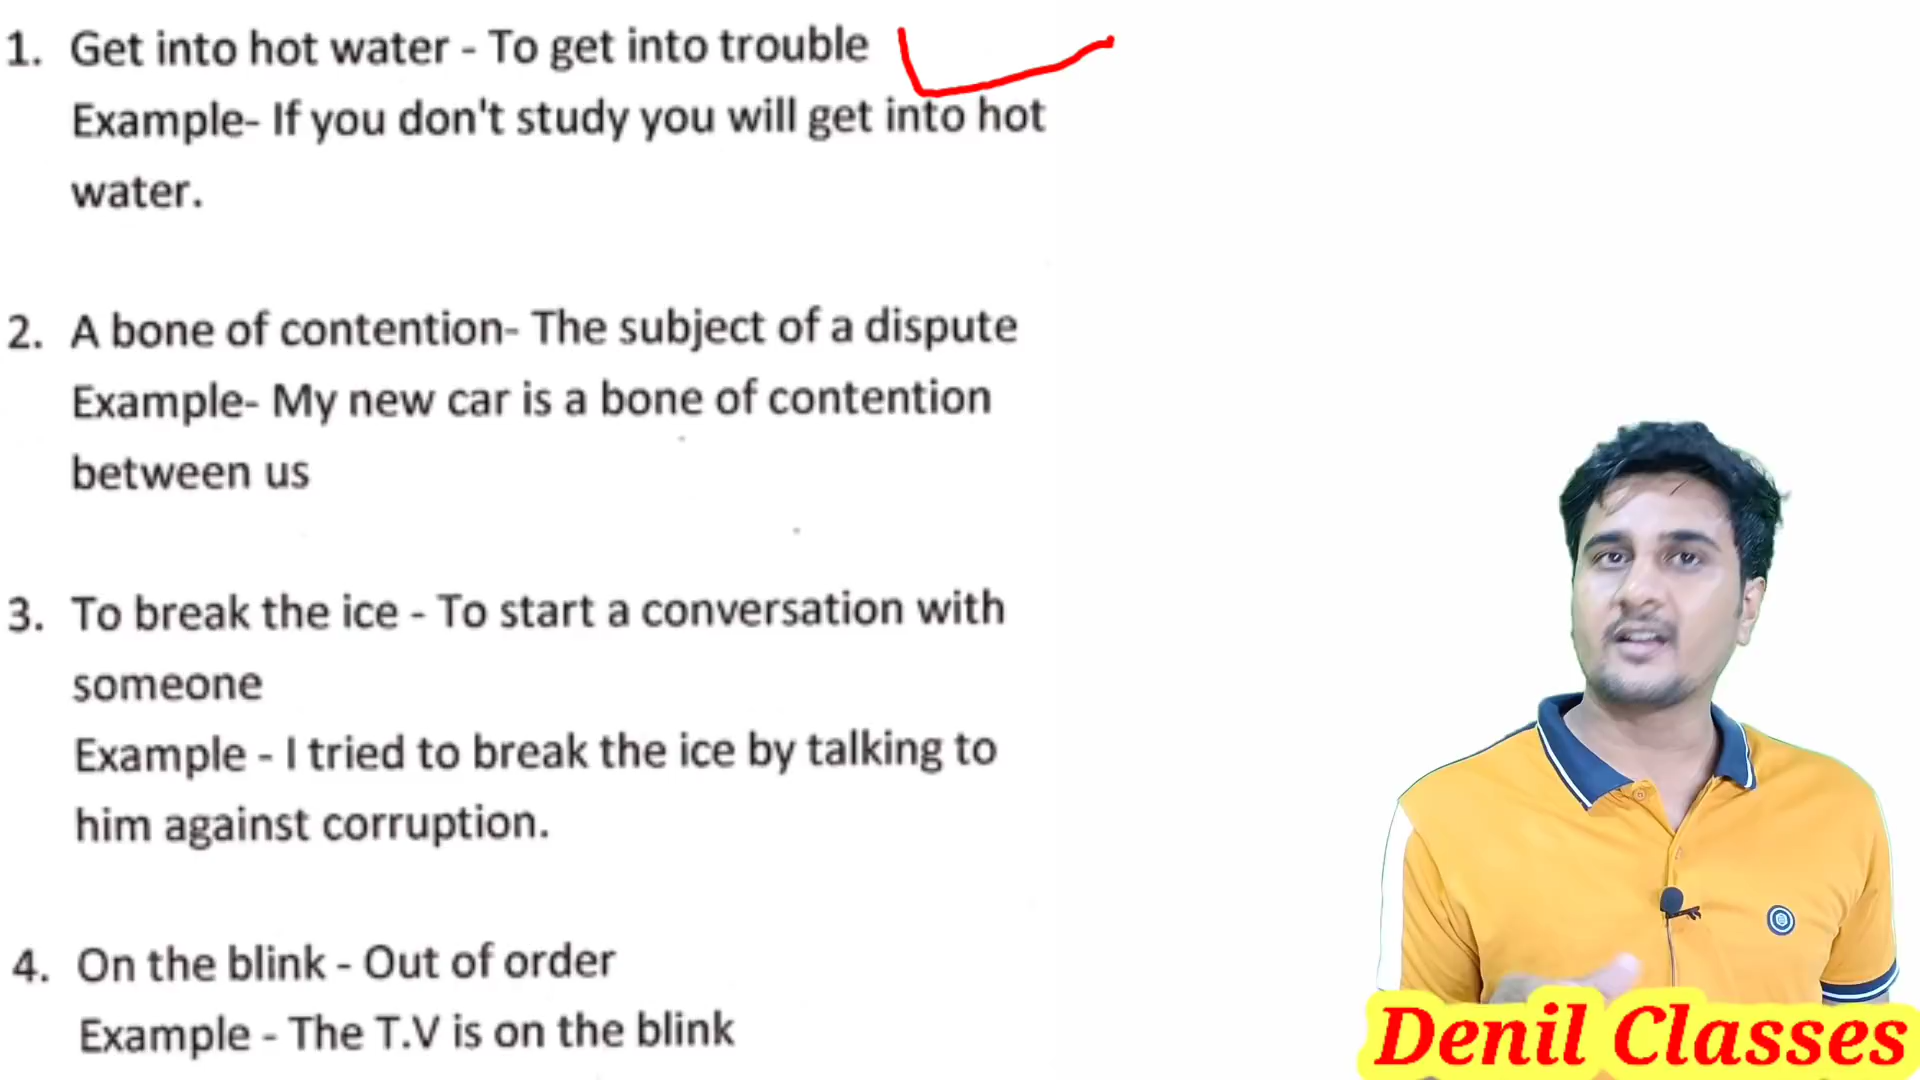 1. Get into hot water - To get into trouble
Example- If you don't study you will get into hot
water.
2. A bone of contention- The subject of a dispute
Example- My new car is a bone of contention
between us
3. To break the ice - To start a conversation with
someone
Example - I tried to break the ice by talking to
him against corruption.
4. On the blink - Out of order
Example - The T.V is on the blink
Denil Classes